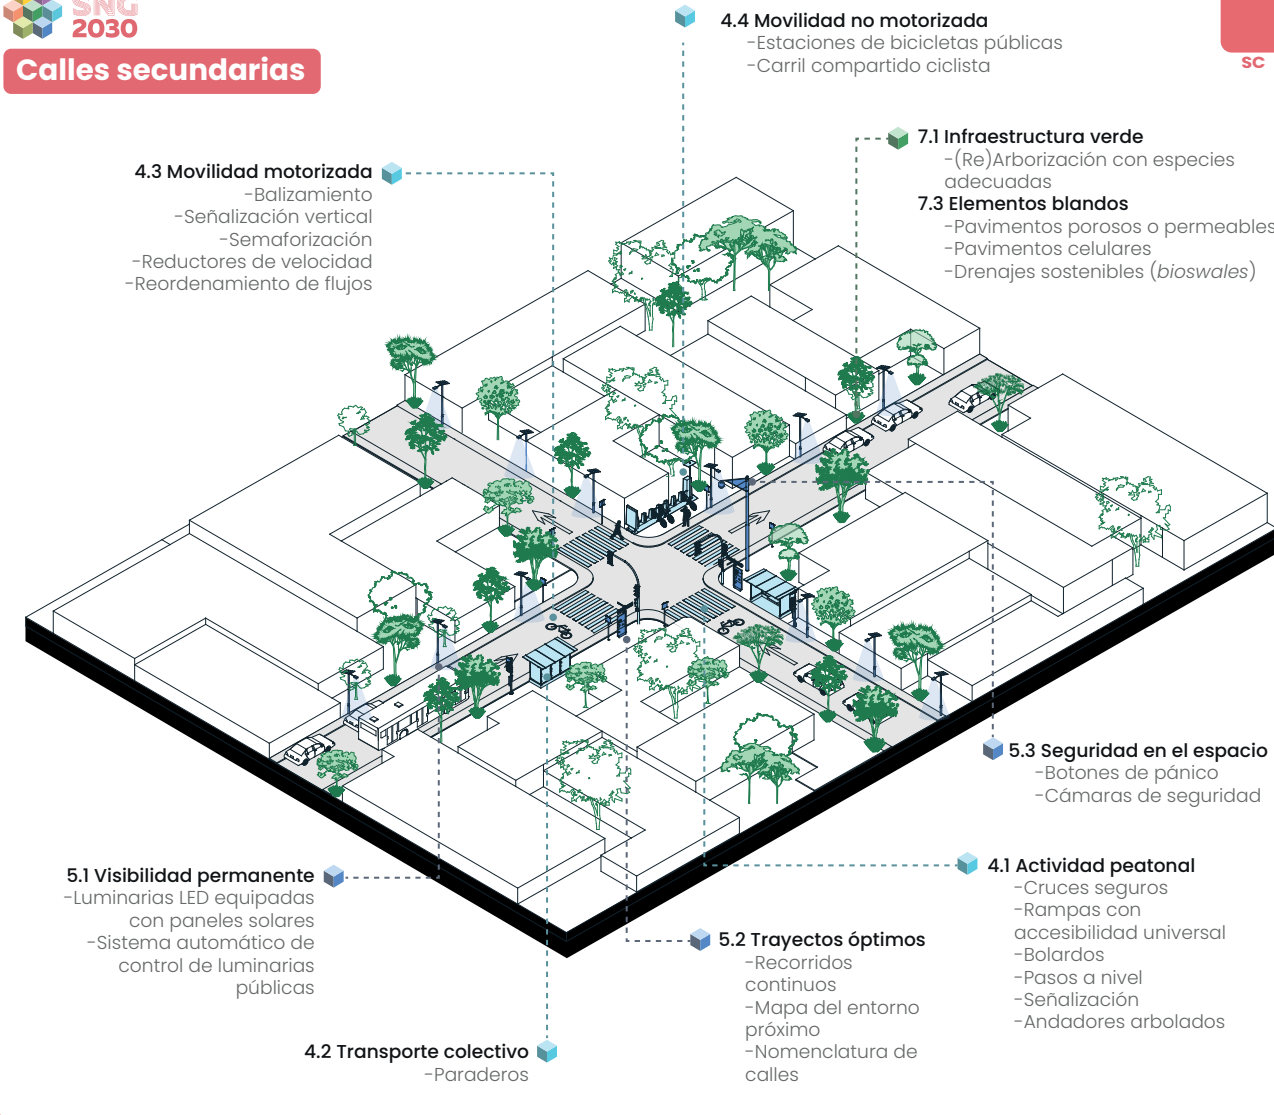 SNG
2030
Calles secundarias
SC
4.4 Movilidad no motorizada
-Estaciones de bicicletas públicas
-Carril compartido ciclista
7.1 Infraestructura verde
-(Re)Arborización con especies
adecuadas
7.3 Elementos blandos
-Pavimentos porosos o permeables
-Pavimentos celulares
-Drenajes sostenibles (bioswales)
4.3 Movilidad motorizada
-Balizamiento
-Señalización vertical
-Semaforización
-Reductores de velocidad
-Reordenamiento de flujos
5.3 Seguridad en el espacio
-Botones de pánico
-Cámaras de seguridad
5.1 Visibilidad permanente
-Luminarias LED equipadas
con paneles solares
-Sistema automático de
control de luminarias
públicas
4.1 Actividad peatonal
-Cruces seguros
-Rampas con
accesibilidad universal
-Bolardos
-Pasos a nivel
-Señalización
-Andadores arbolados
5.2 Trayectos óptimos
-Recorridos
continuos
-Mapa del entorno
próximo
-Nomenclatura de
calles
4.2 Transporte colectivo
-Paraderos